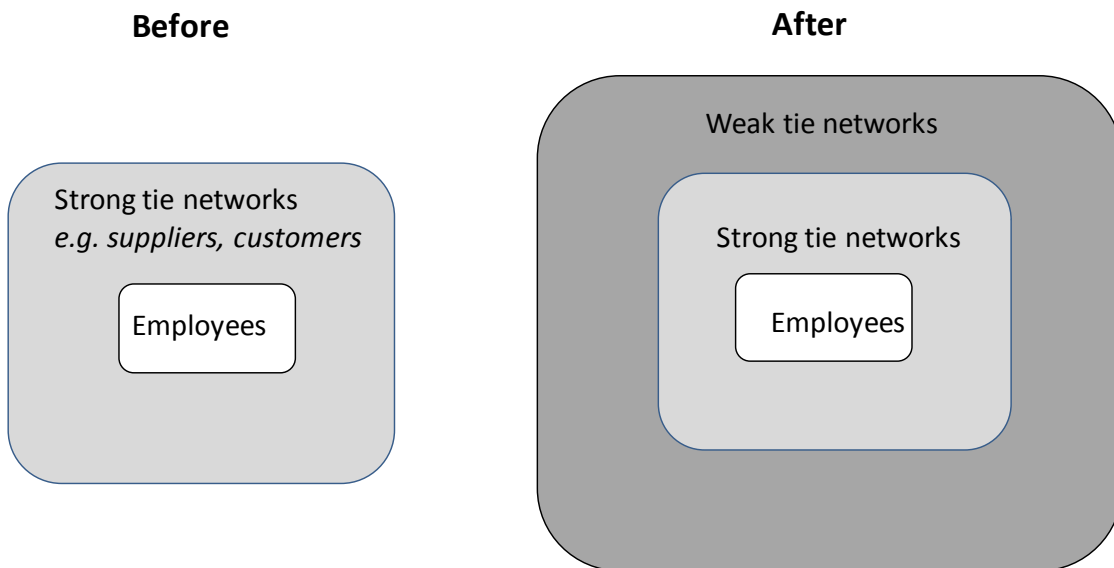 Before
Strong tie networks
e.g. suppliers, customers
Employees
After
Weak tie networks
Strong tie networks
Employees